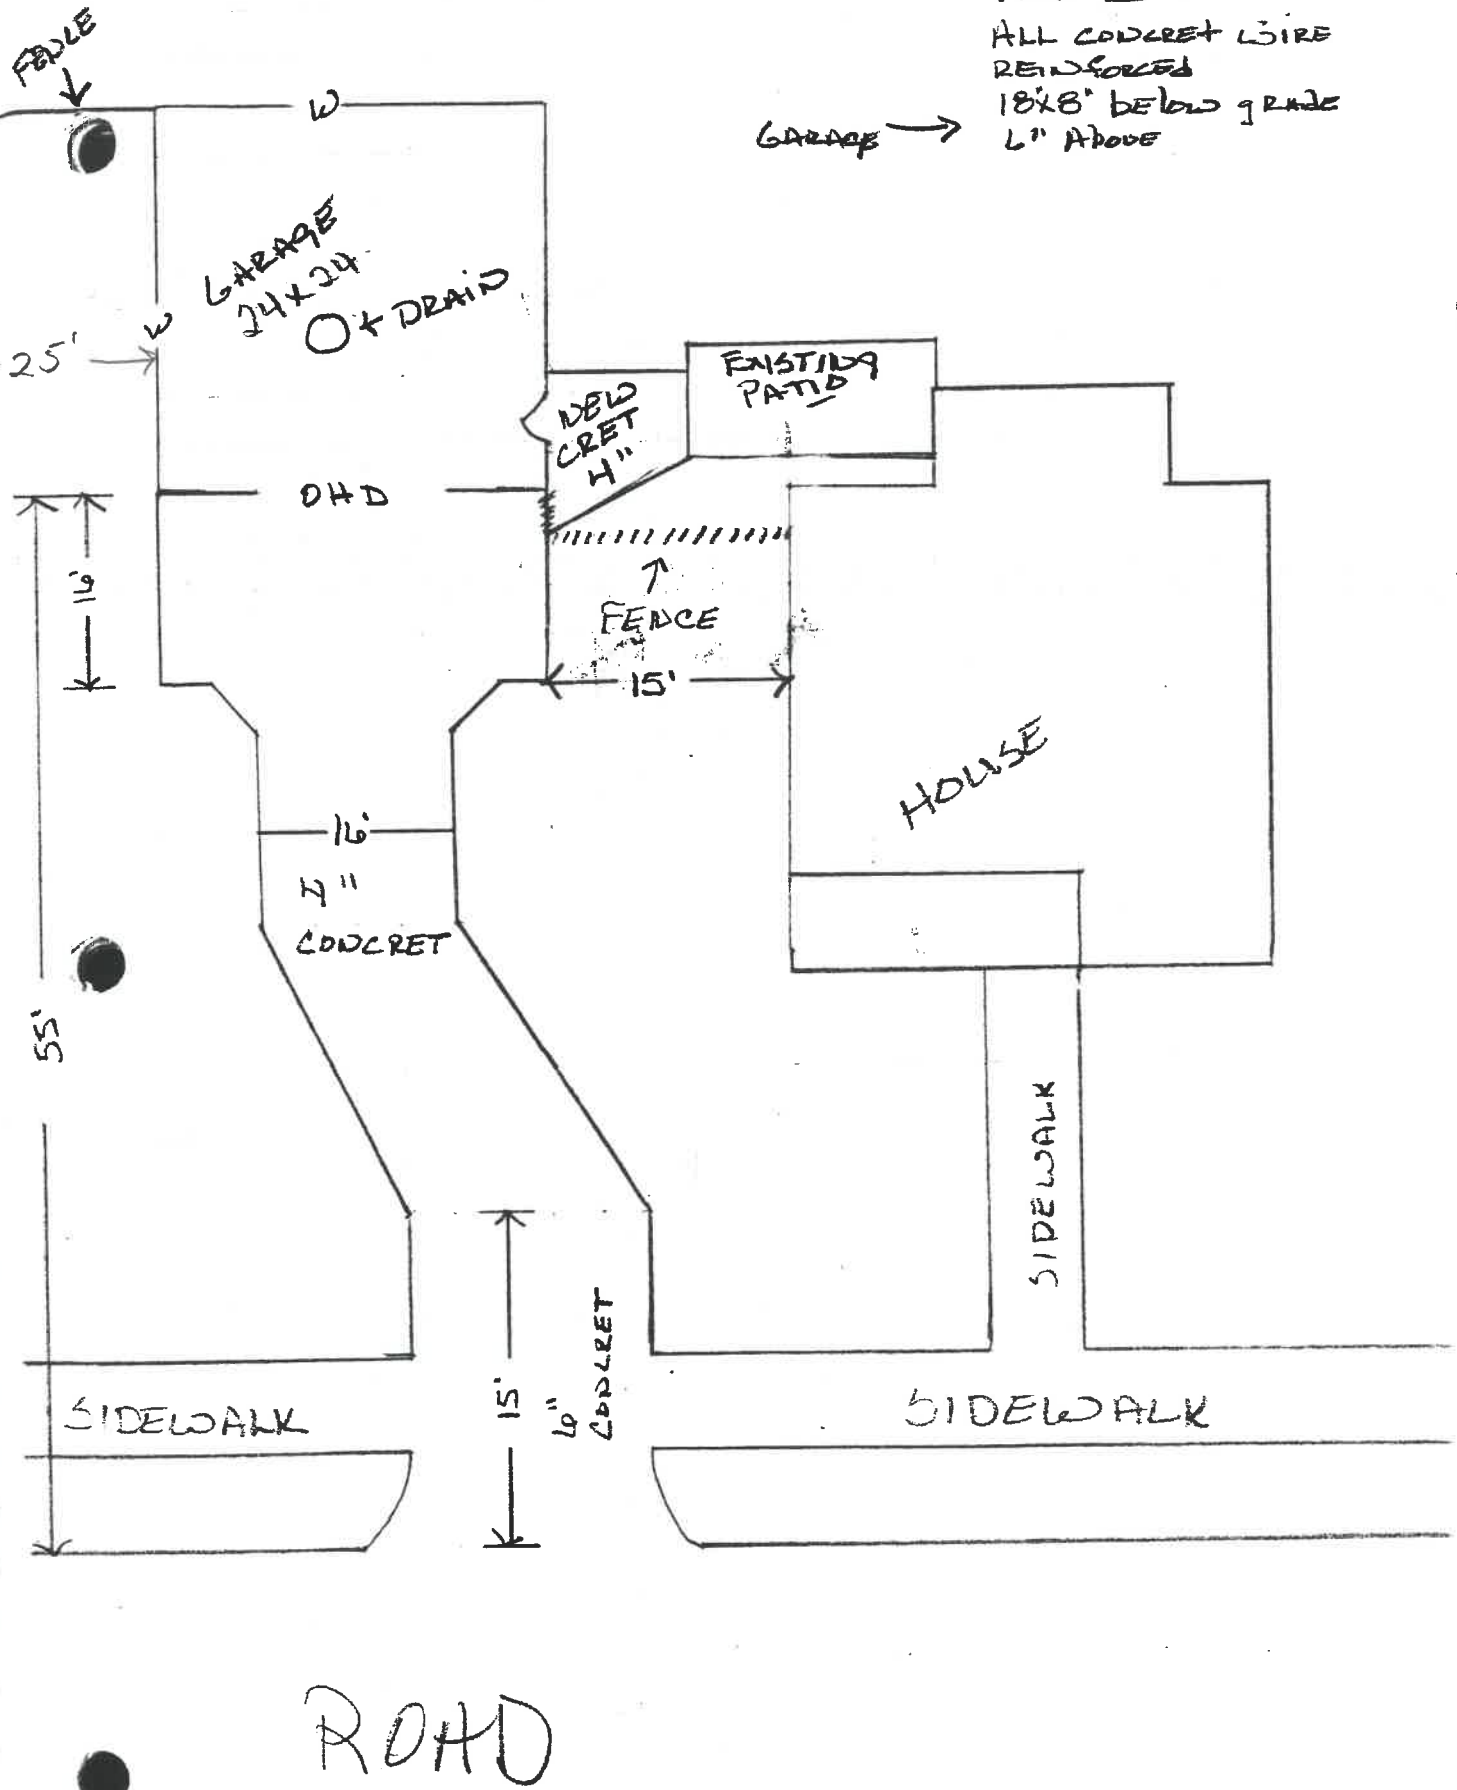 FENCE
ALL CONCRET WIRE
REINFORCED
18"X8" bELOW gRADE
GARAGE
6" AbOVE
W
GARAGE
24X24
+ DRAIN
W
25'
EXISTING
PATIO
NEW
CRET
4"
OHD
16'
FENCE
15'
HOUSE
16'
4"
CONCRET
55'
SIDEWALK
15'
6"
CONCRET
SIDEWALK
SIDEWALK
ROAD